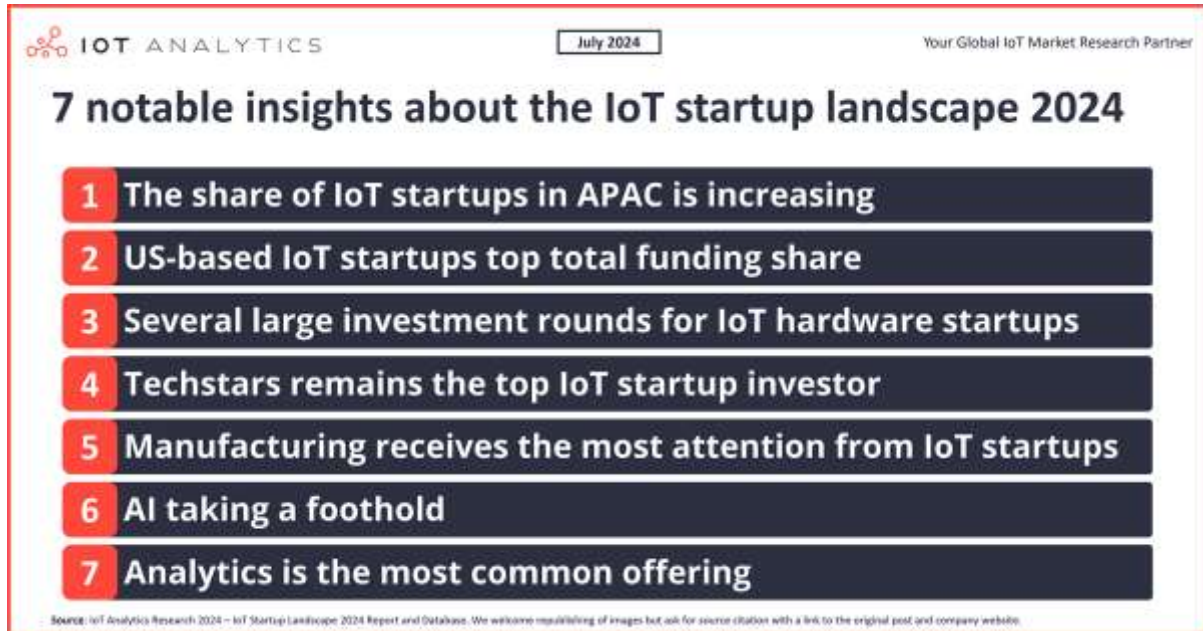 IOT ANALYTICS
July 2024
Your Global IoT Market Research Partner
7 notable insights about the IoT startup landscape 2024
1 The share of IoT startups in APAC is increasing
2 US-based IoT startups top total funding share
3 Several large investment rounds for IoT hardware startups
4 Techstars remains the top IoT startup investor
5 Manufacturing receives the most attention from IoT startups
6 AI taking a foothold
7 Analytics is the most common offering
Source: IoT Analytics Research 2024 – IoT Startup Landscape 2024 Report and Database. We welcome republishing of images but ask for source citation with a link to the original post and company website.